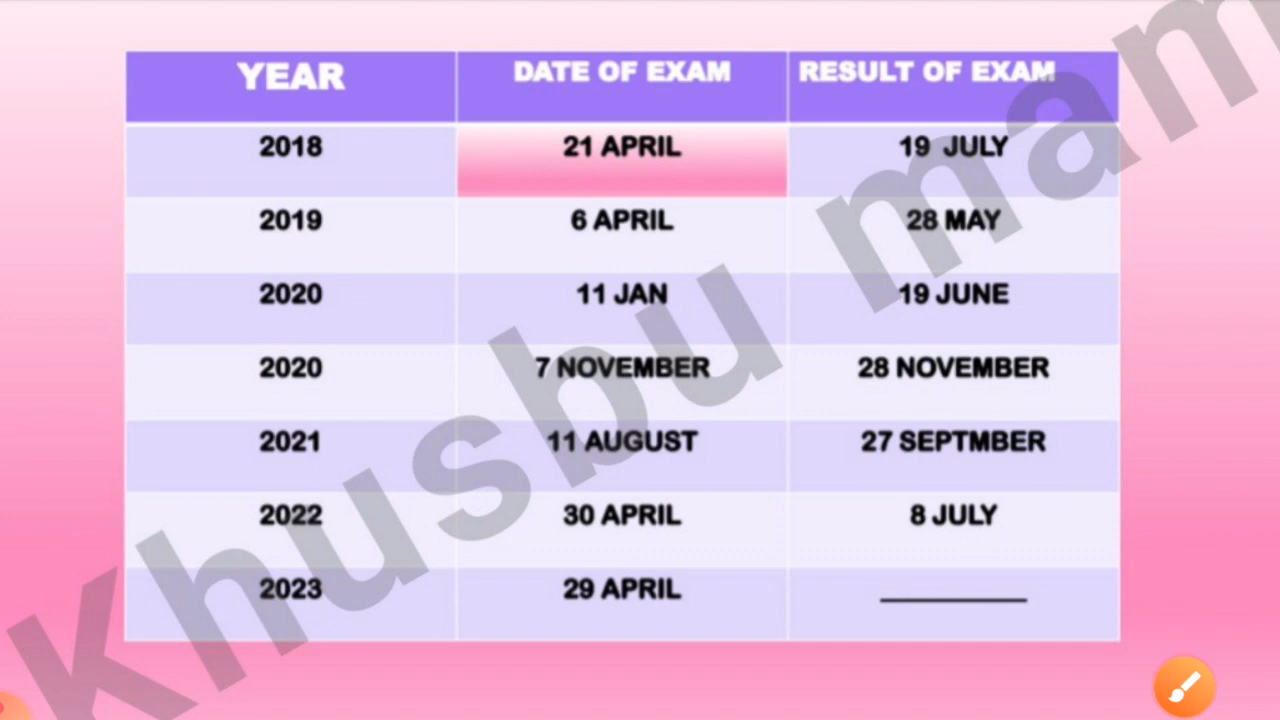 YEAR DATE OF EXAM RESULT OF EXAM
2018 21 APRIL 19 JULY
2019 6 APRIL 28 MAY
2020 11 JAN 19 JUNE
2020 7 NOVEMBER 28 NOVEMBER
2021 11 AUGUST 27 SEPTMBER
2022 30 APRIL 8 JULY
2023 29 APRIL
khusbu mam